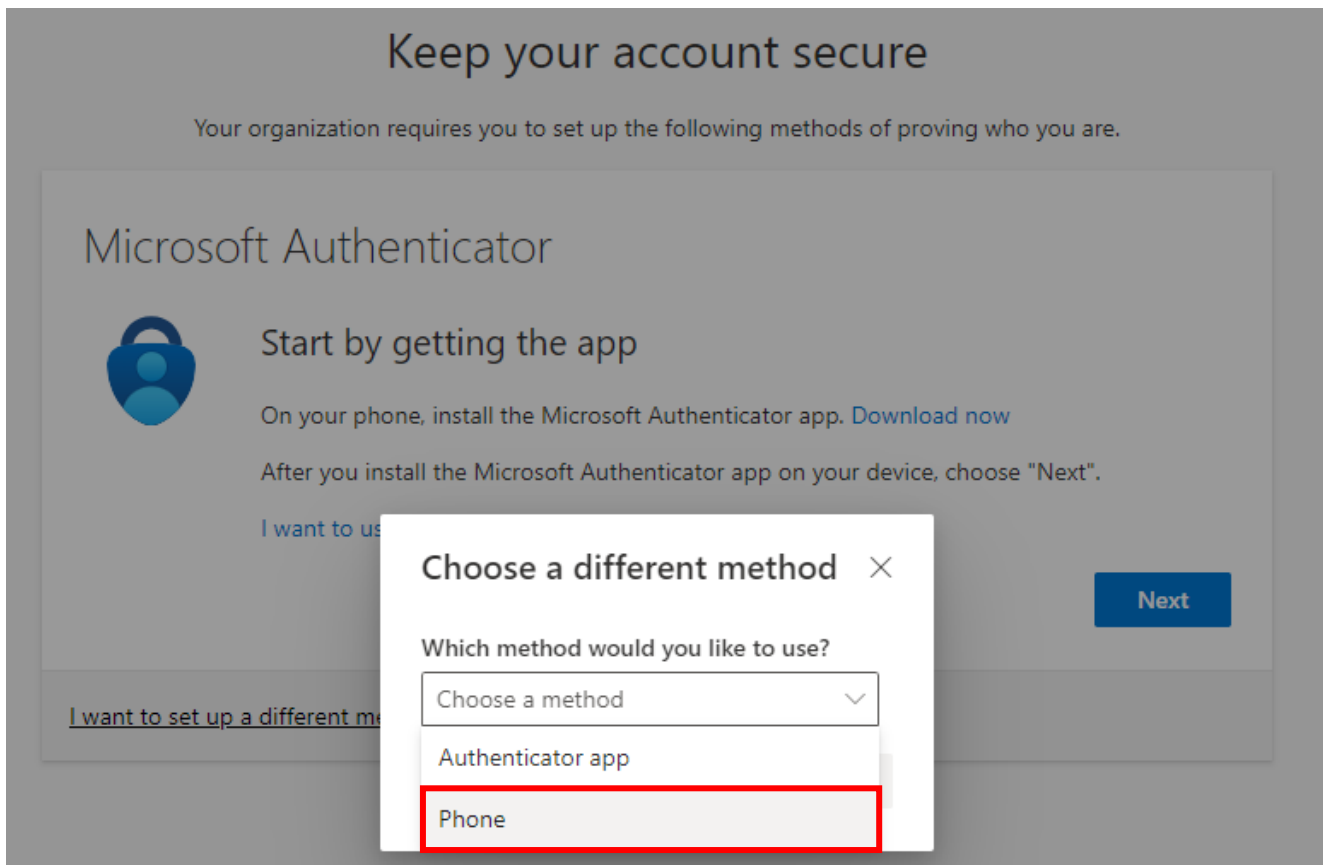 Keep your account secure
Your organization requires you to set up the following methods of proving who you are.
Microsoft Authenticator
Start by getting the app
On your phone, install the Microsoft Authenticator app. Download now
After you install the Microsoft Authenticator app on your device, choose "Next".
I want to
Choose a different method
Next
Which method would you like to use?
Choose a method
I want to set up a different
Authenticator app
Phone